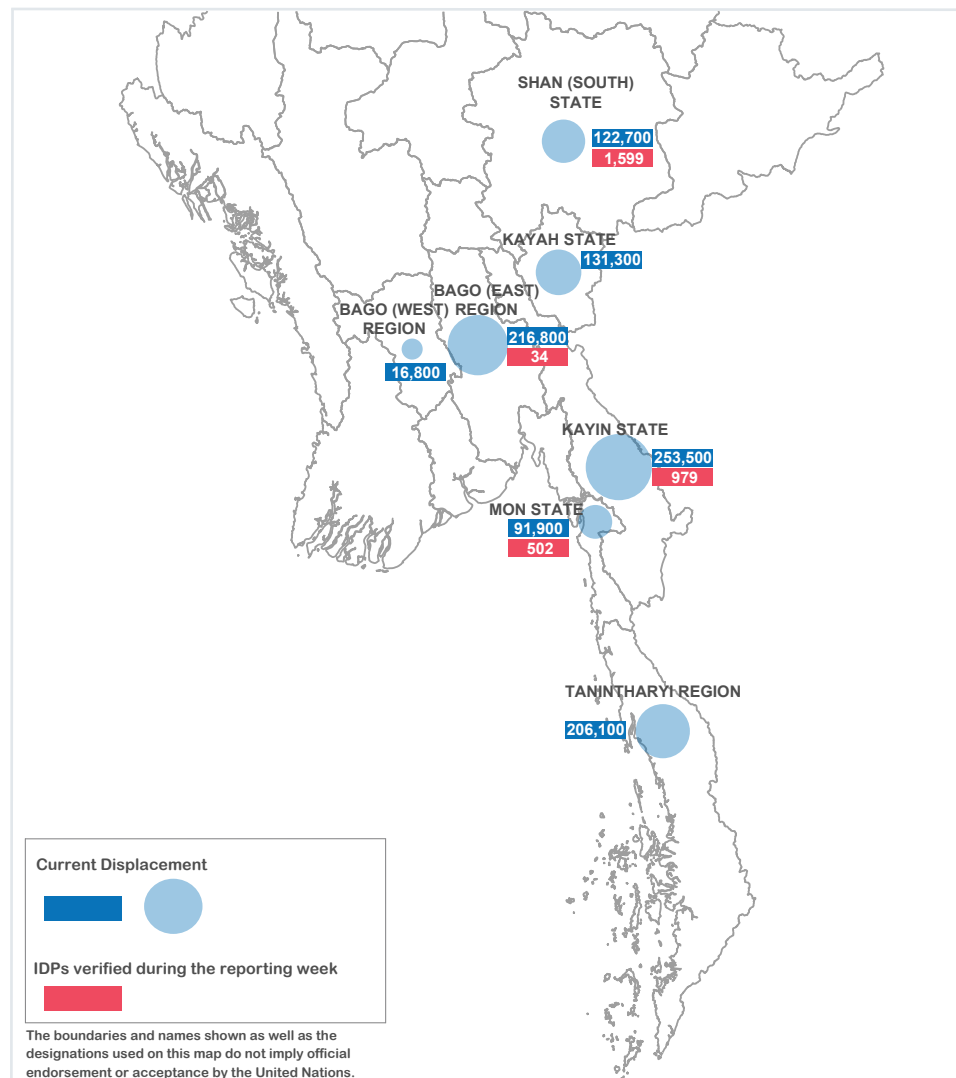 SHAN (SOUTH)
STATE
122,700
1,599
KAYAH STATE
131,300
BAGO (EAST)
REGION
216,800
34
BAGO (WEST)
REGION
16,800
KAYIN STATE
253,500
979
MON STATE
91,900
502
TANINTHARYI REGION
206,100
Current Displacement
IDPs verified during the reporting week
The boundaries and names shown as well as the
designations used on this map do not imply official
endorsement or acceptance by the United Nations.